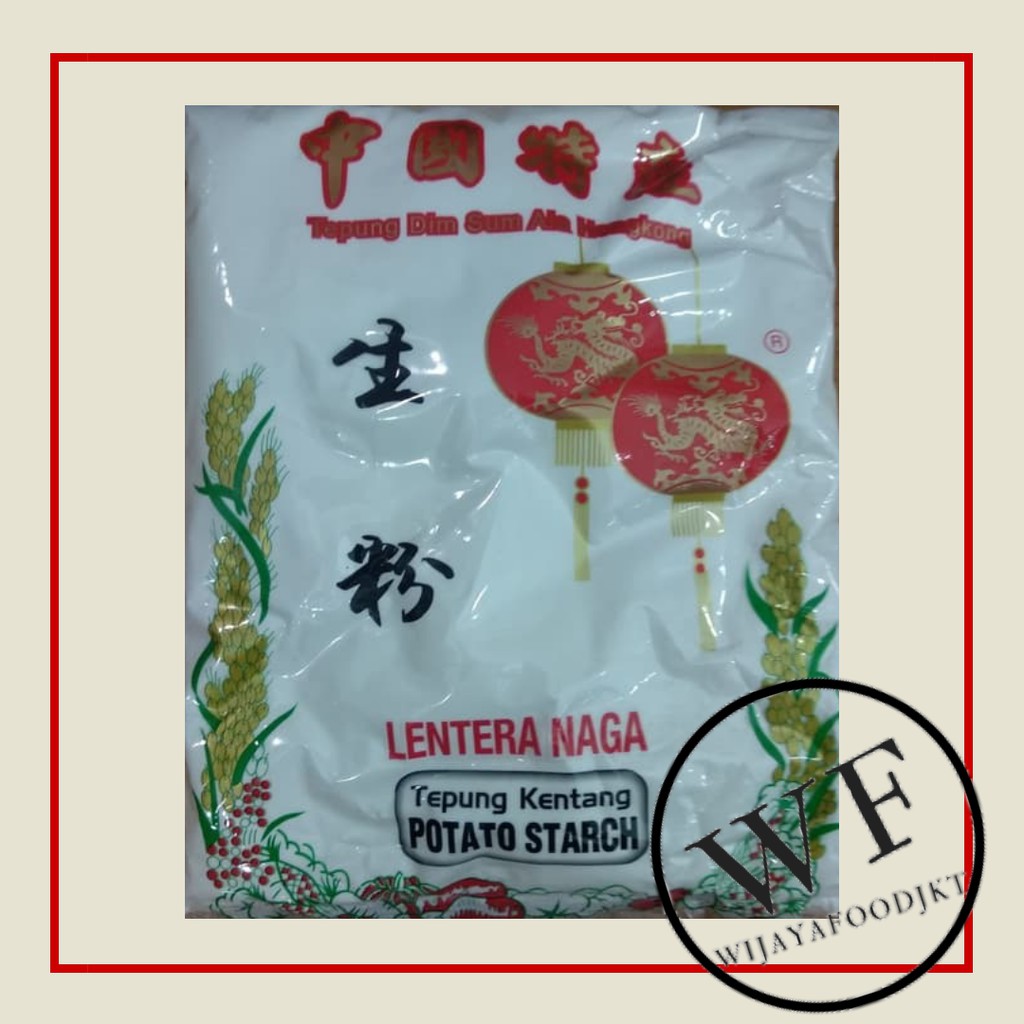 中國特產
Tepung Dim Sum Ala Hongkong
生
粉
®
LENTERA NAGA
Tepung Kentang
POTATO STARCH
WF
WIJAYAFOODJKT